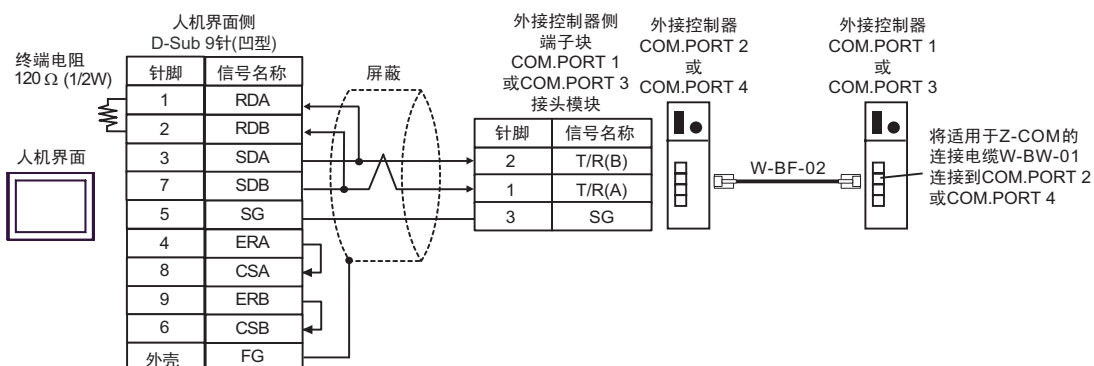 人机界面侧
D-Sub 9针(凹型)
终端电阻
120 Ω (1/2W)
针脚 信号名称
1 RDA
2 RDB
3 SDA
7 SDB
5 SG
4 ERA
8 CSA
9 ERB
6 CSB
外壳 FG
人机界面
屏蔽
外接控制器侧
端子块
COM.PORT 1
或COM.PORT 3
接头模块
针脚 信号名称
2 T/R(B)
1 T/R(A)
3 SG
外接控制器
COM.PORT 2
或
COM.PORT 4
W-BF-02
外接控制器
COM.PORT 1
或
COM.PORT 3
将适用于Z-COM的
连接电缆W-BW-01
连接到COM.PORT 2
或COM.PORT 4